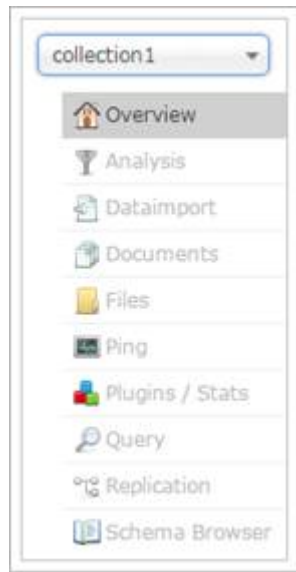 collection1
Overview
Analysis
Dataimport
Documents
Files
Ping
Plugins / Stats
Query
Replication
Schema Browser